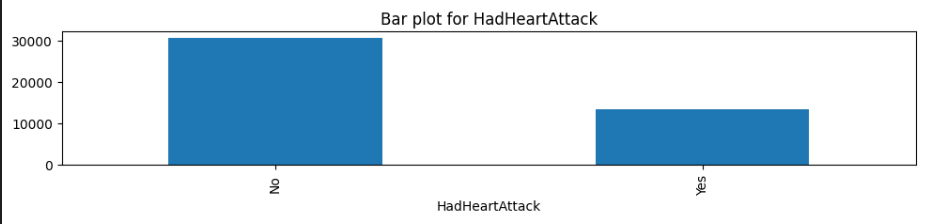 Bar plot for HadHeartAttack
30000
20000
10000
0
No
Yes
HadHeartAttack